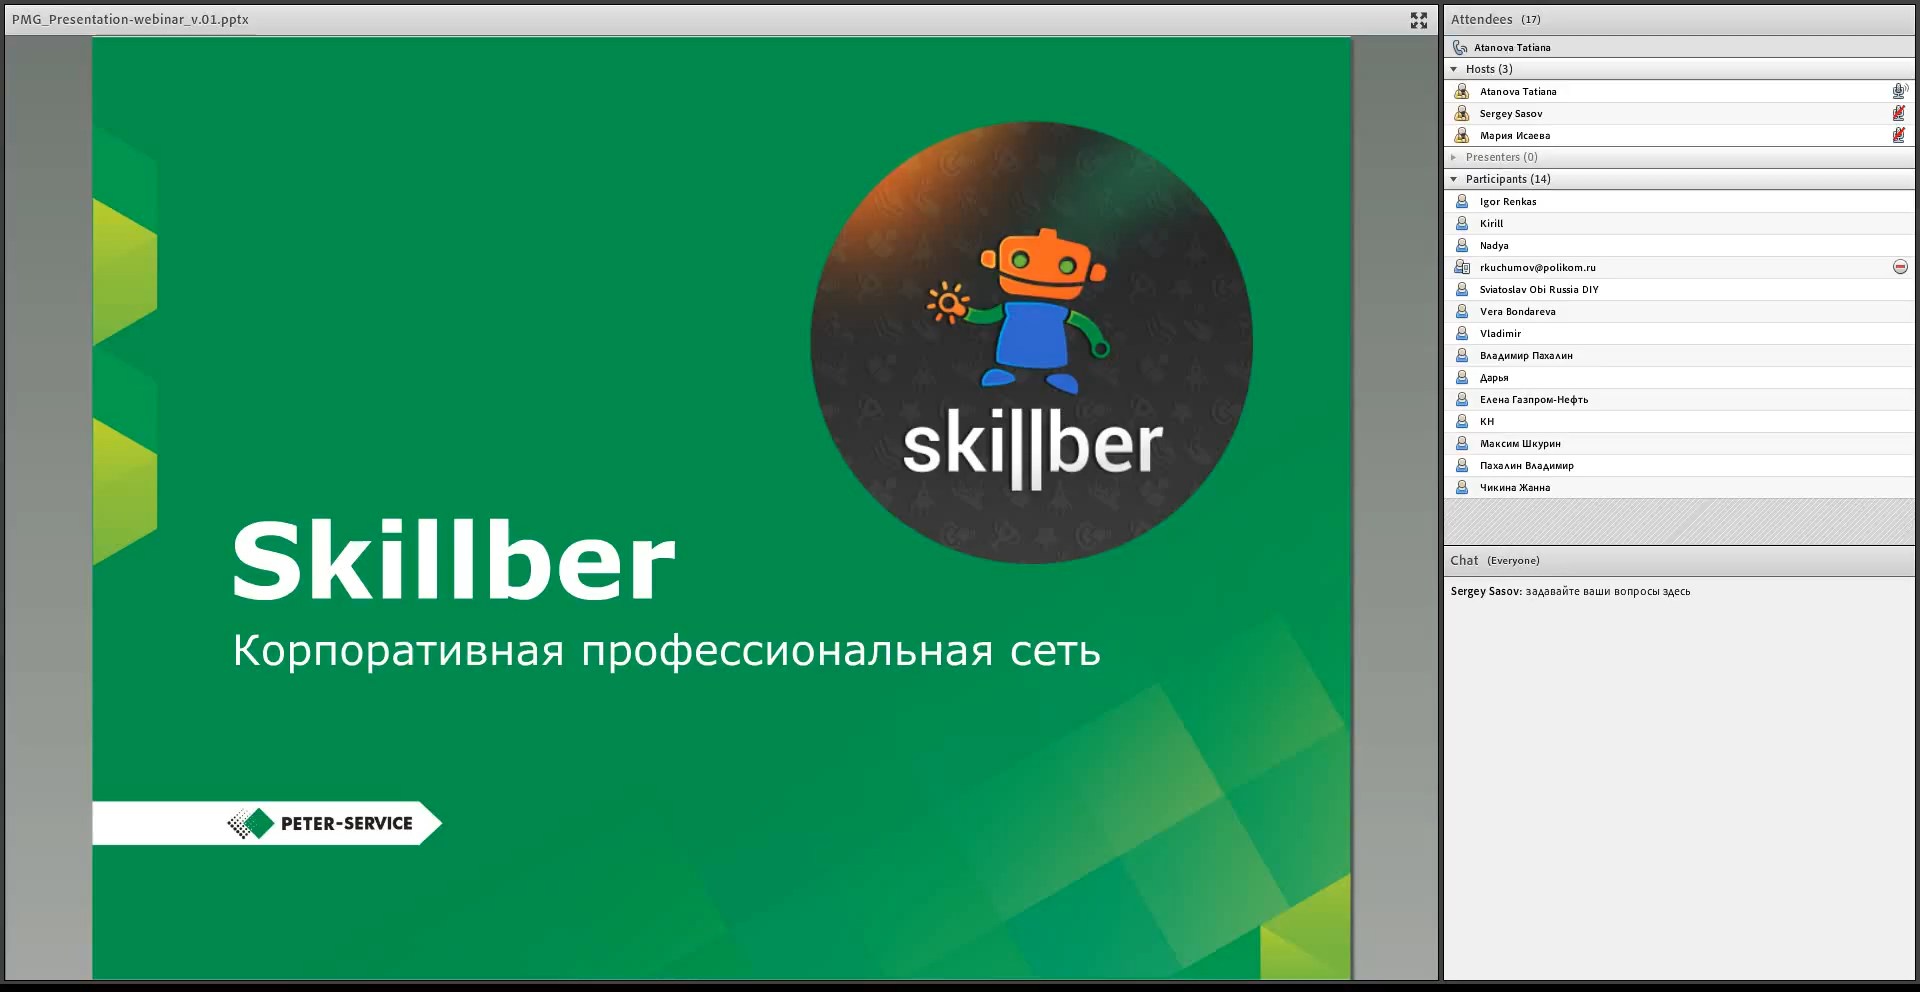 PMG_Presentation-webinar_v.01.pptx
skillber
Skillber
Корпоративная профессиональная сеть
PETER-SERVICE
Attendees (17)
Atanova Tatiana
Hosts (3)
Atanova Tatiana
Sergey Sasov
Мария Исаева
Presenters (0)
Participants (14)
Igor Renkas
Kirill
Nadya
rkuchumov@polikom.ru
Sviatoslav Obi Russia DIY
Vera Bondareva
Vladimir
Владимир Пахалин
Дарья
Елена Газпром-Нефть
КН
Максим Шкурин
Пахалин Владимир
Чикина Жанна
Chat (Everyone)
Sergey Sasov: задавайте ваши вопросы здесь